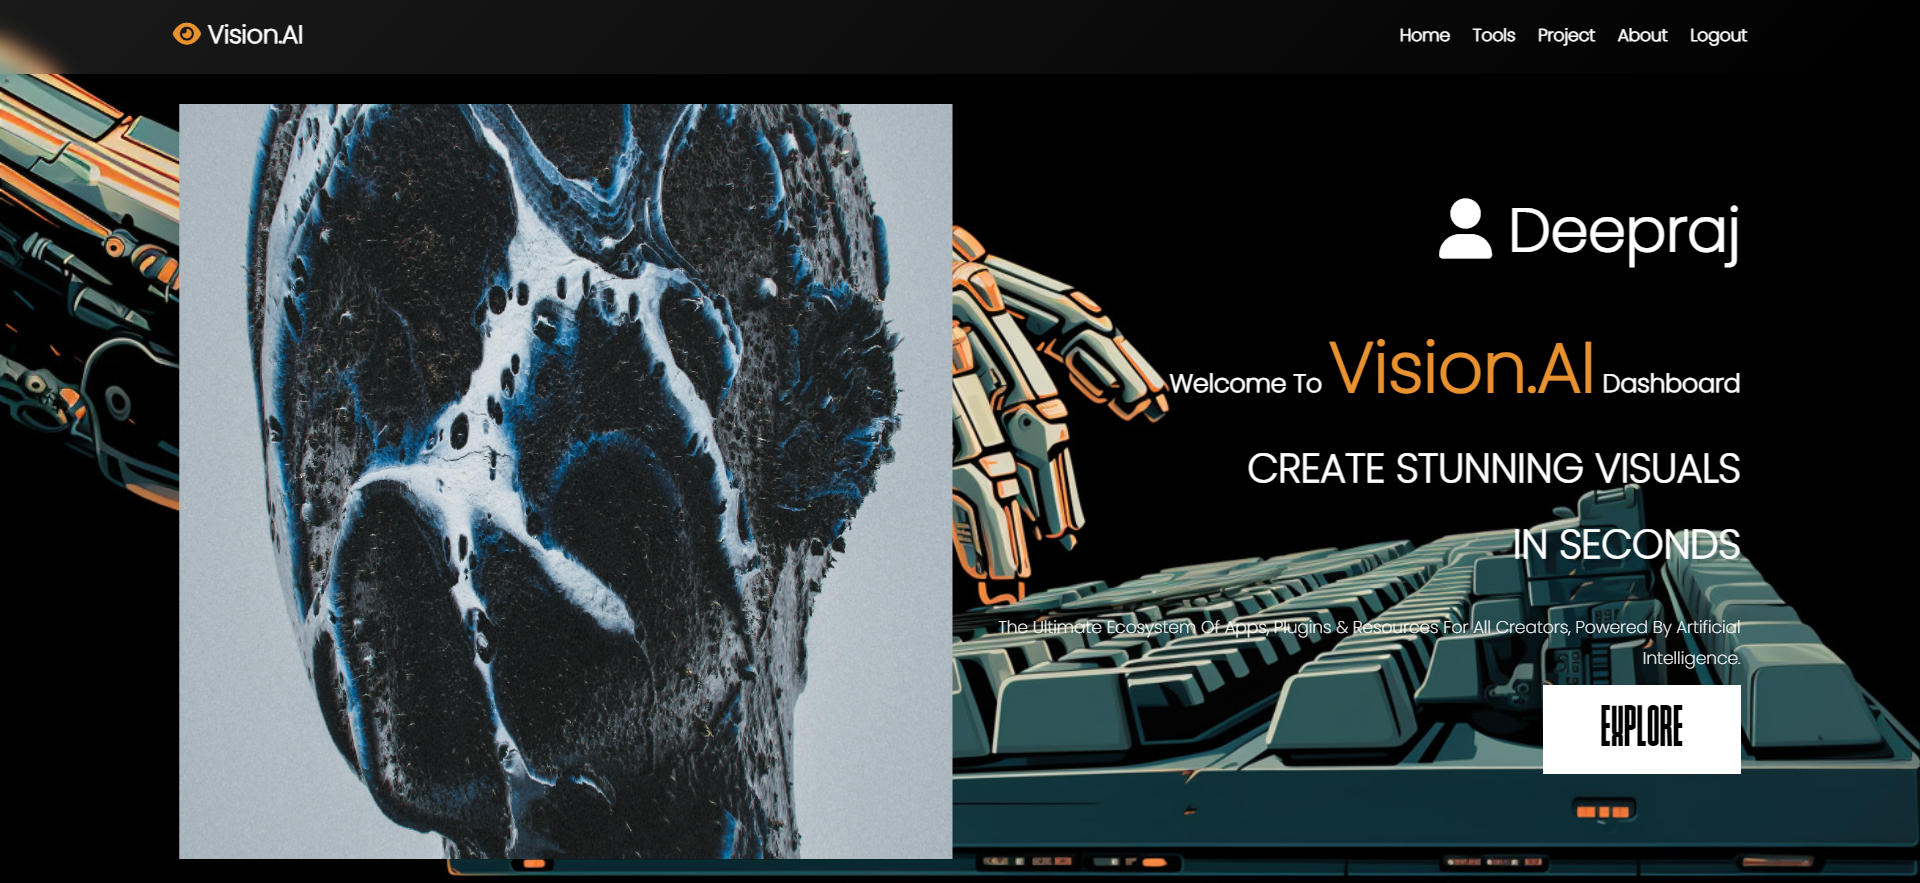 Vision.AI
Home Tools Project About Logout
Deepraj
Welcome To Vision.AI Dashboard
CREATE STUNNING VISUALS
IN SECONDS
The Ultimate Ecosystem Of Apps, Plugins & Resources For All Creators, Powered By Artificial
Intelligence.
EXPLORE